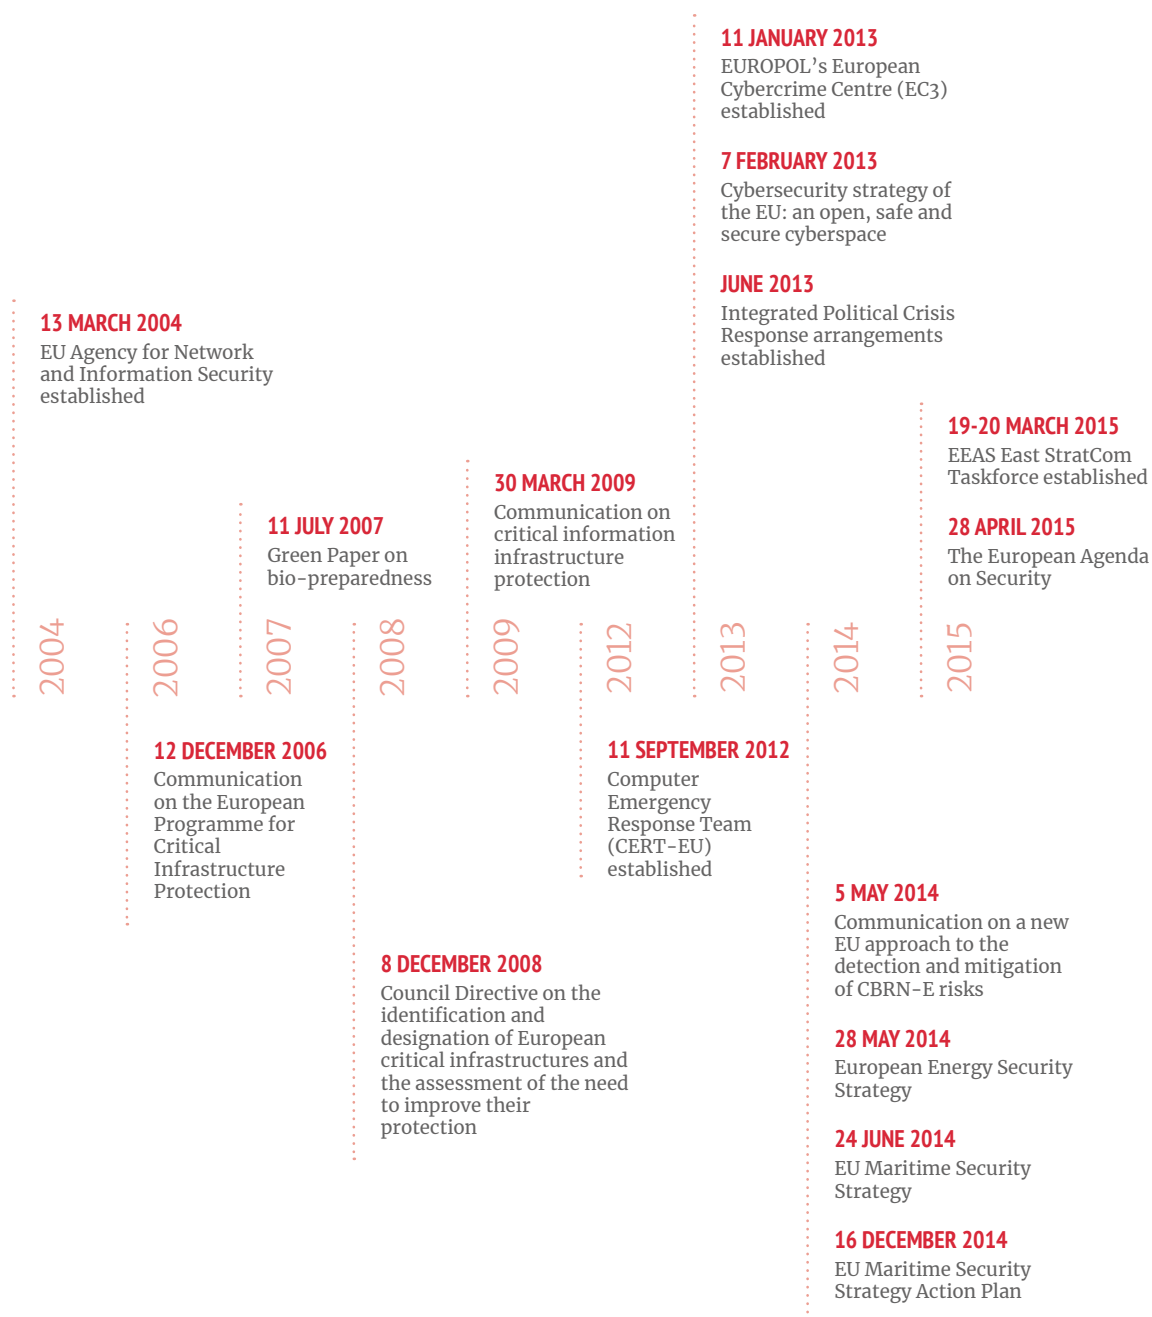 11 JANUARY 2013
EUROPOL’s European
Cybercrime Centre (EC3)
established
7 FEBRUARY 2013
Cybersecurity strategy of
the EU: an open, safe and
secure cyberspace
JUNE 2013
Integrated Political Crisis
Response arrangements
established
13 MARCH 2004
EU Agency for Network
and Information Security
established
19-20 MARCH 2015
EEAS East StratCom
Taskforce established
28 APRIL 2015
The European Agenda
on Security
30 MARCH 2009
Communication on
critical information
infrastructure
protection
11 JULY 2007
Green Paper on
bio-preparedness
2004
2006
2007
2008
2009
2012
2013
2014
2015
12 DECEMBER 2006
Communication
on the European
Programme for
Critical
Infrastructure
Protection
11 SEPTEMBER 2012
Computer
Emergency
Response Team
(CERT-EU)
established
8 DECEMBER 2008
Council Directive on the
identification and
designation of European
critical infrastructures and
the assessment of the need
to improve their
protection
5 MAY 2014
Communication on a new
EU approach to the
detection and mitigation
of CBRN-E risks
28 MAY 2014
European Energy Security
Strategy
24 JUNE 2014
EU Maritime Security
Strategy
16 DECEMBER 2014
EU Maritime Security
Strategy Action Plan